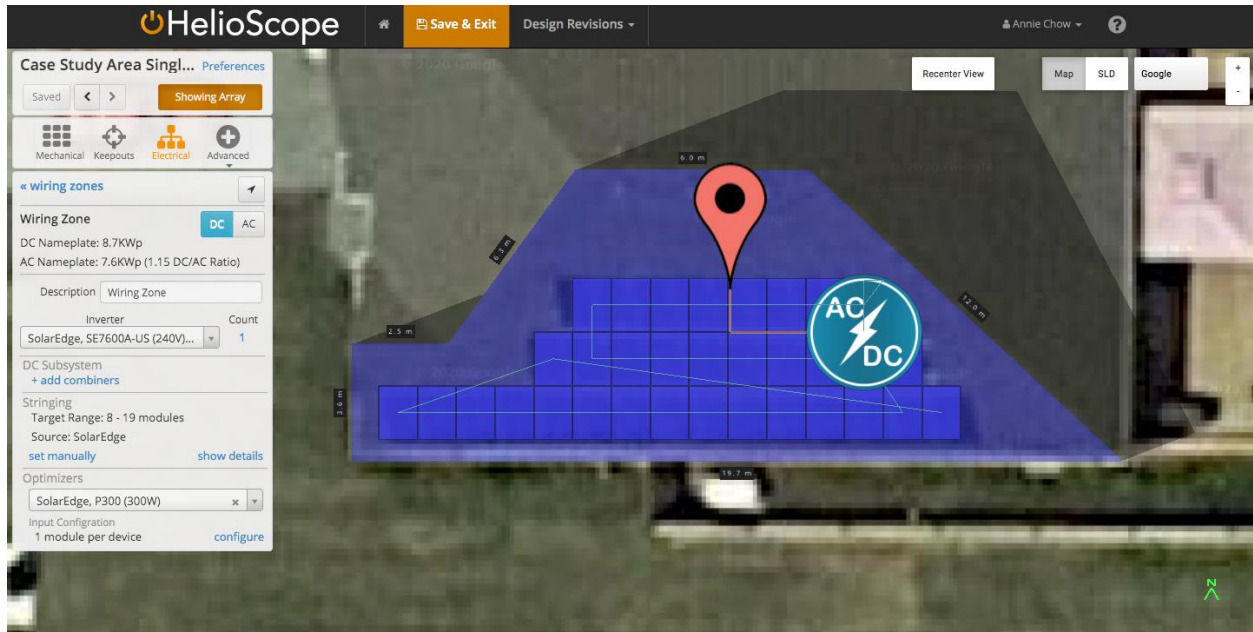 HelioScope
Save & Exit
Design Revisions
Annie Chow
?
Case Study Area Singl... Preferences
Saved < > Showing Array
Mechanical Keepouts Electrical Advanced
« wiring zones
Wiring Zone DC AC
DC Nameplate: 8.7KWp
AC Nameplate: 7.6KWp (1.15 DC/AC Ratio)
Description Wiring Zone
Inverter Count
SolarEdge, SE7600A-US (240V)... 1
DC Subsystem
+ add combiners
Stringing
Target Range: 8 - 19 modules
Source: SolarEdge
set manually show details
Optimizers
SolarEdge, P300 (300W) ×
Input Configration
1 module per device configure
© 2020 Google
Recenter View
Map SLD Google
+
-
6.0 m
6.3 m
2.5 m
3.6 m
12.0 m
19.7 m
AC
DC
N